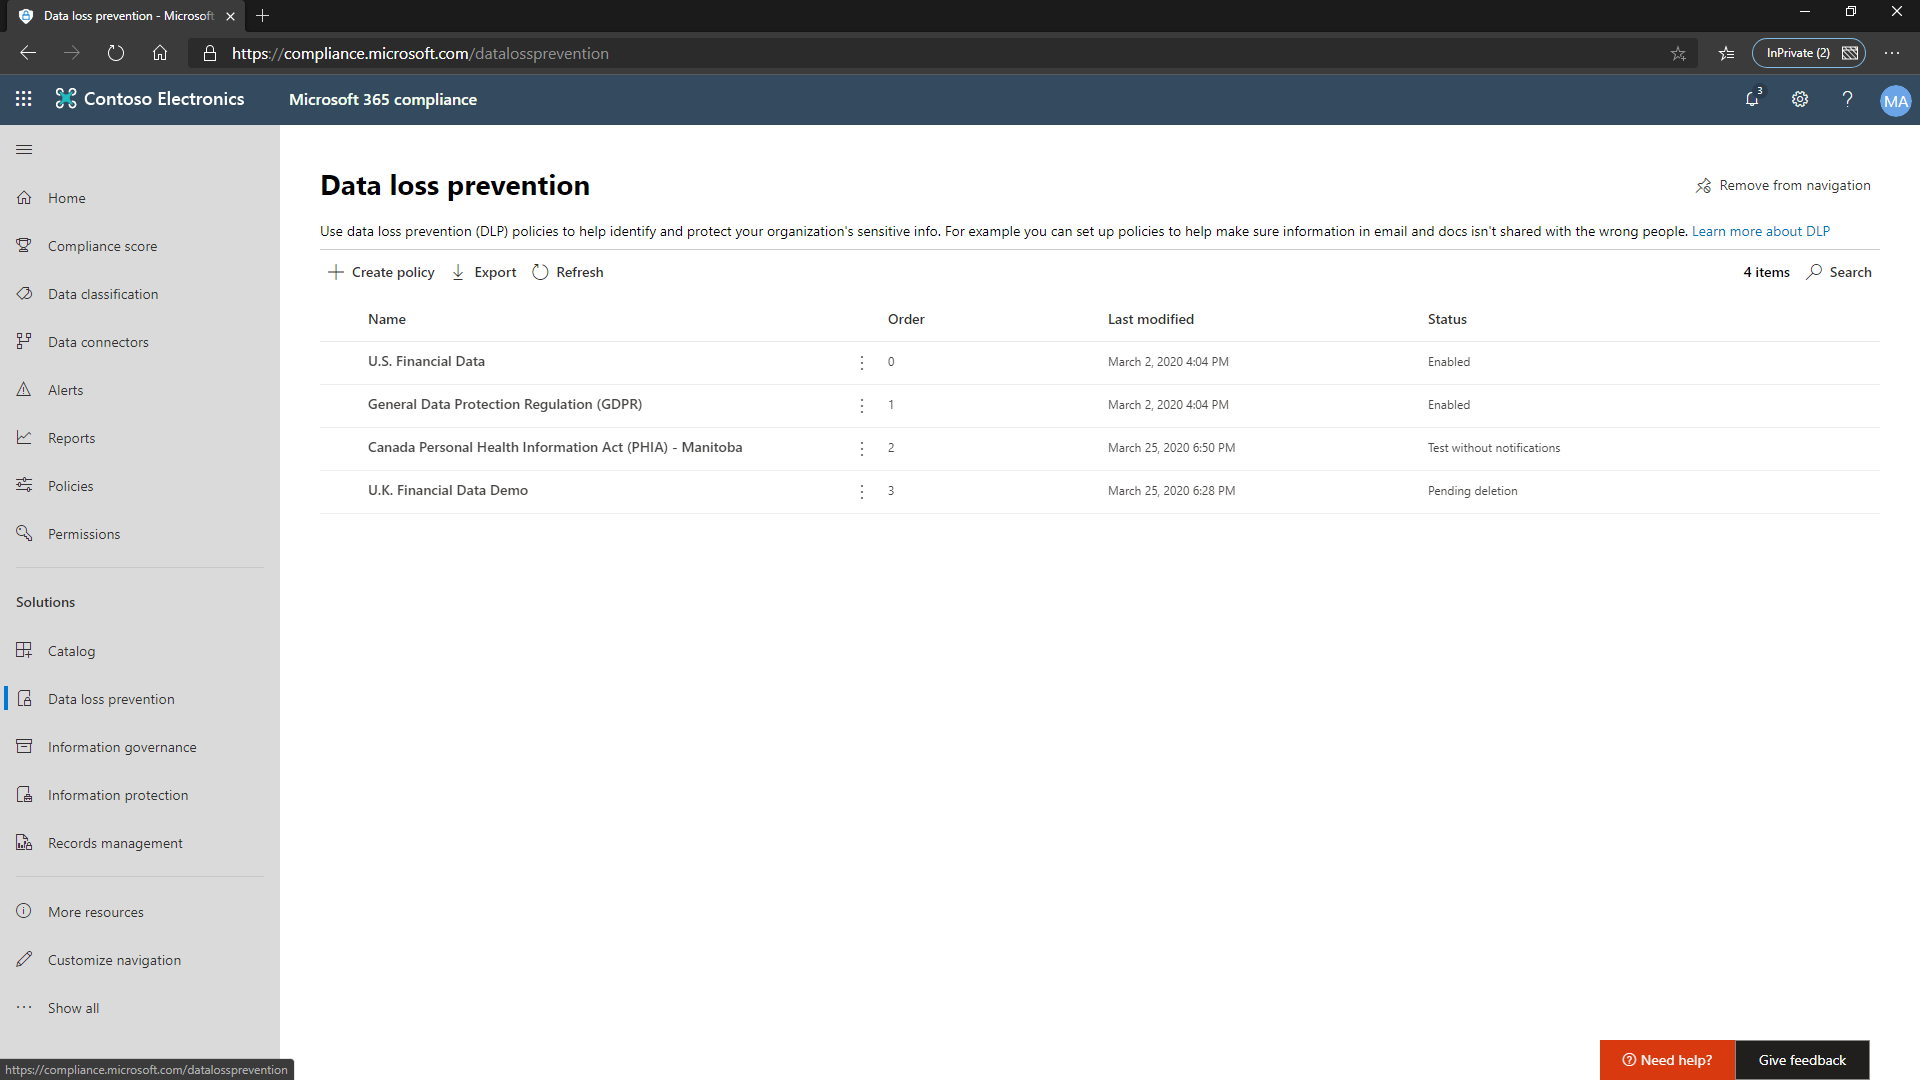 Data loss prevention - Microsoft
https://compliance.microsoft.com/datalossprevention
InPrivate (2)
Contoso Electronics
Microsoft 365 compliance
3
MA
Home
Compliance score
Data classification
Data connectors
Alerts
Reports
Policies
Permissions
Solutions
Catalog
Data loss prevention
Information governance
Information protection
Records management
More resources
Customize navigation
Show all
https://compliance.microsoft.com/datalossprevention
Data loss prevention
Remove from navigation
Use data loss prevention (DLP) policies to help identify and protect your organization's sensitive info. For example you can set up policies to help make sure information in email and docs isn't shared with the wrong people. Learn more about DLP
Create policy Export Refresh 4 items Search
Name Order Last modified Status
U.S. Financial Data 0 March 2, 2020 4:04 PM Enabled
General Data Protection Regulation (GDPR) 1 March 2, 2020 4:04 PM Enabled
Canada Personal Health Information Act (PHIA) - Manitoba 2 March 25, 2020 6:50 PM Test without notifications
U.K. Financial Data Demo 3 March 25, 2020 6:28 PM Pending deletion
Need help? Give feedback